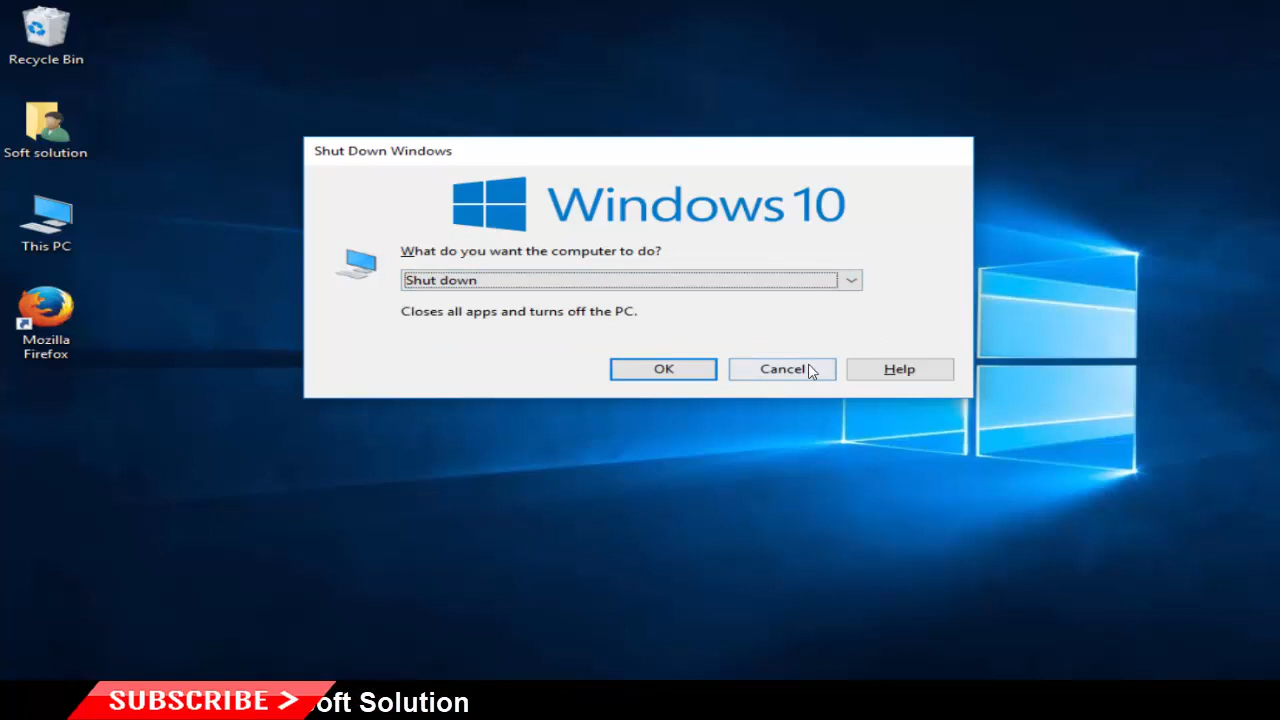 Recycle Bin
Soft solution
This PC
Mozilla
Firefox
Shut Down Windows
Windows 10
What do you want the computer to do?
Shut down
Closes all apps and turns off the PC.
OK
Cancel
Help
SUBSCRIBE >
oft Solution